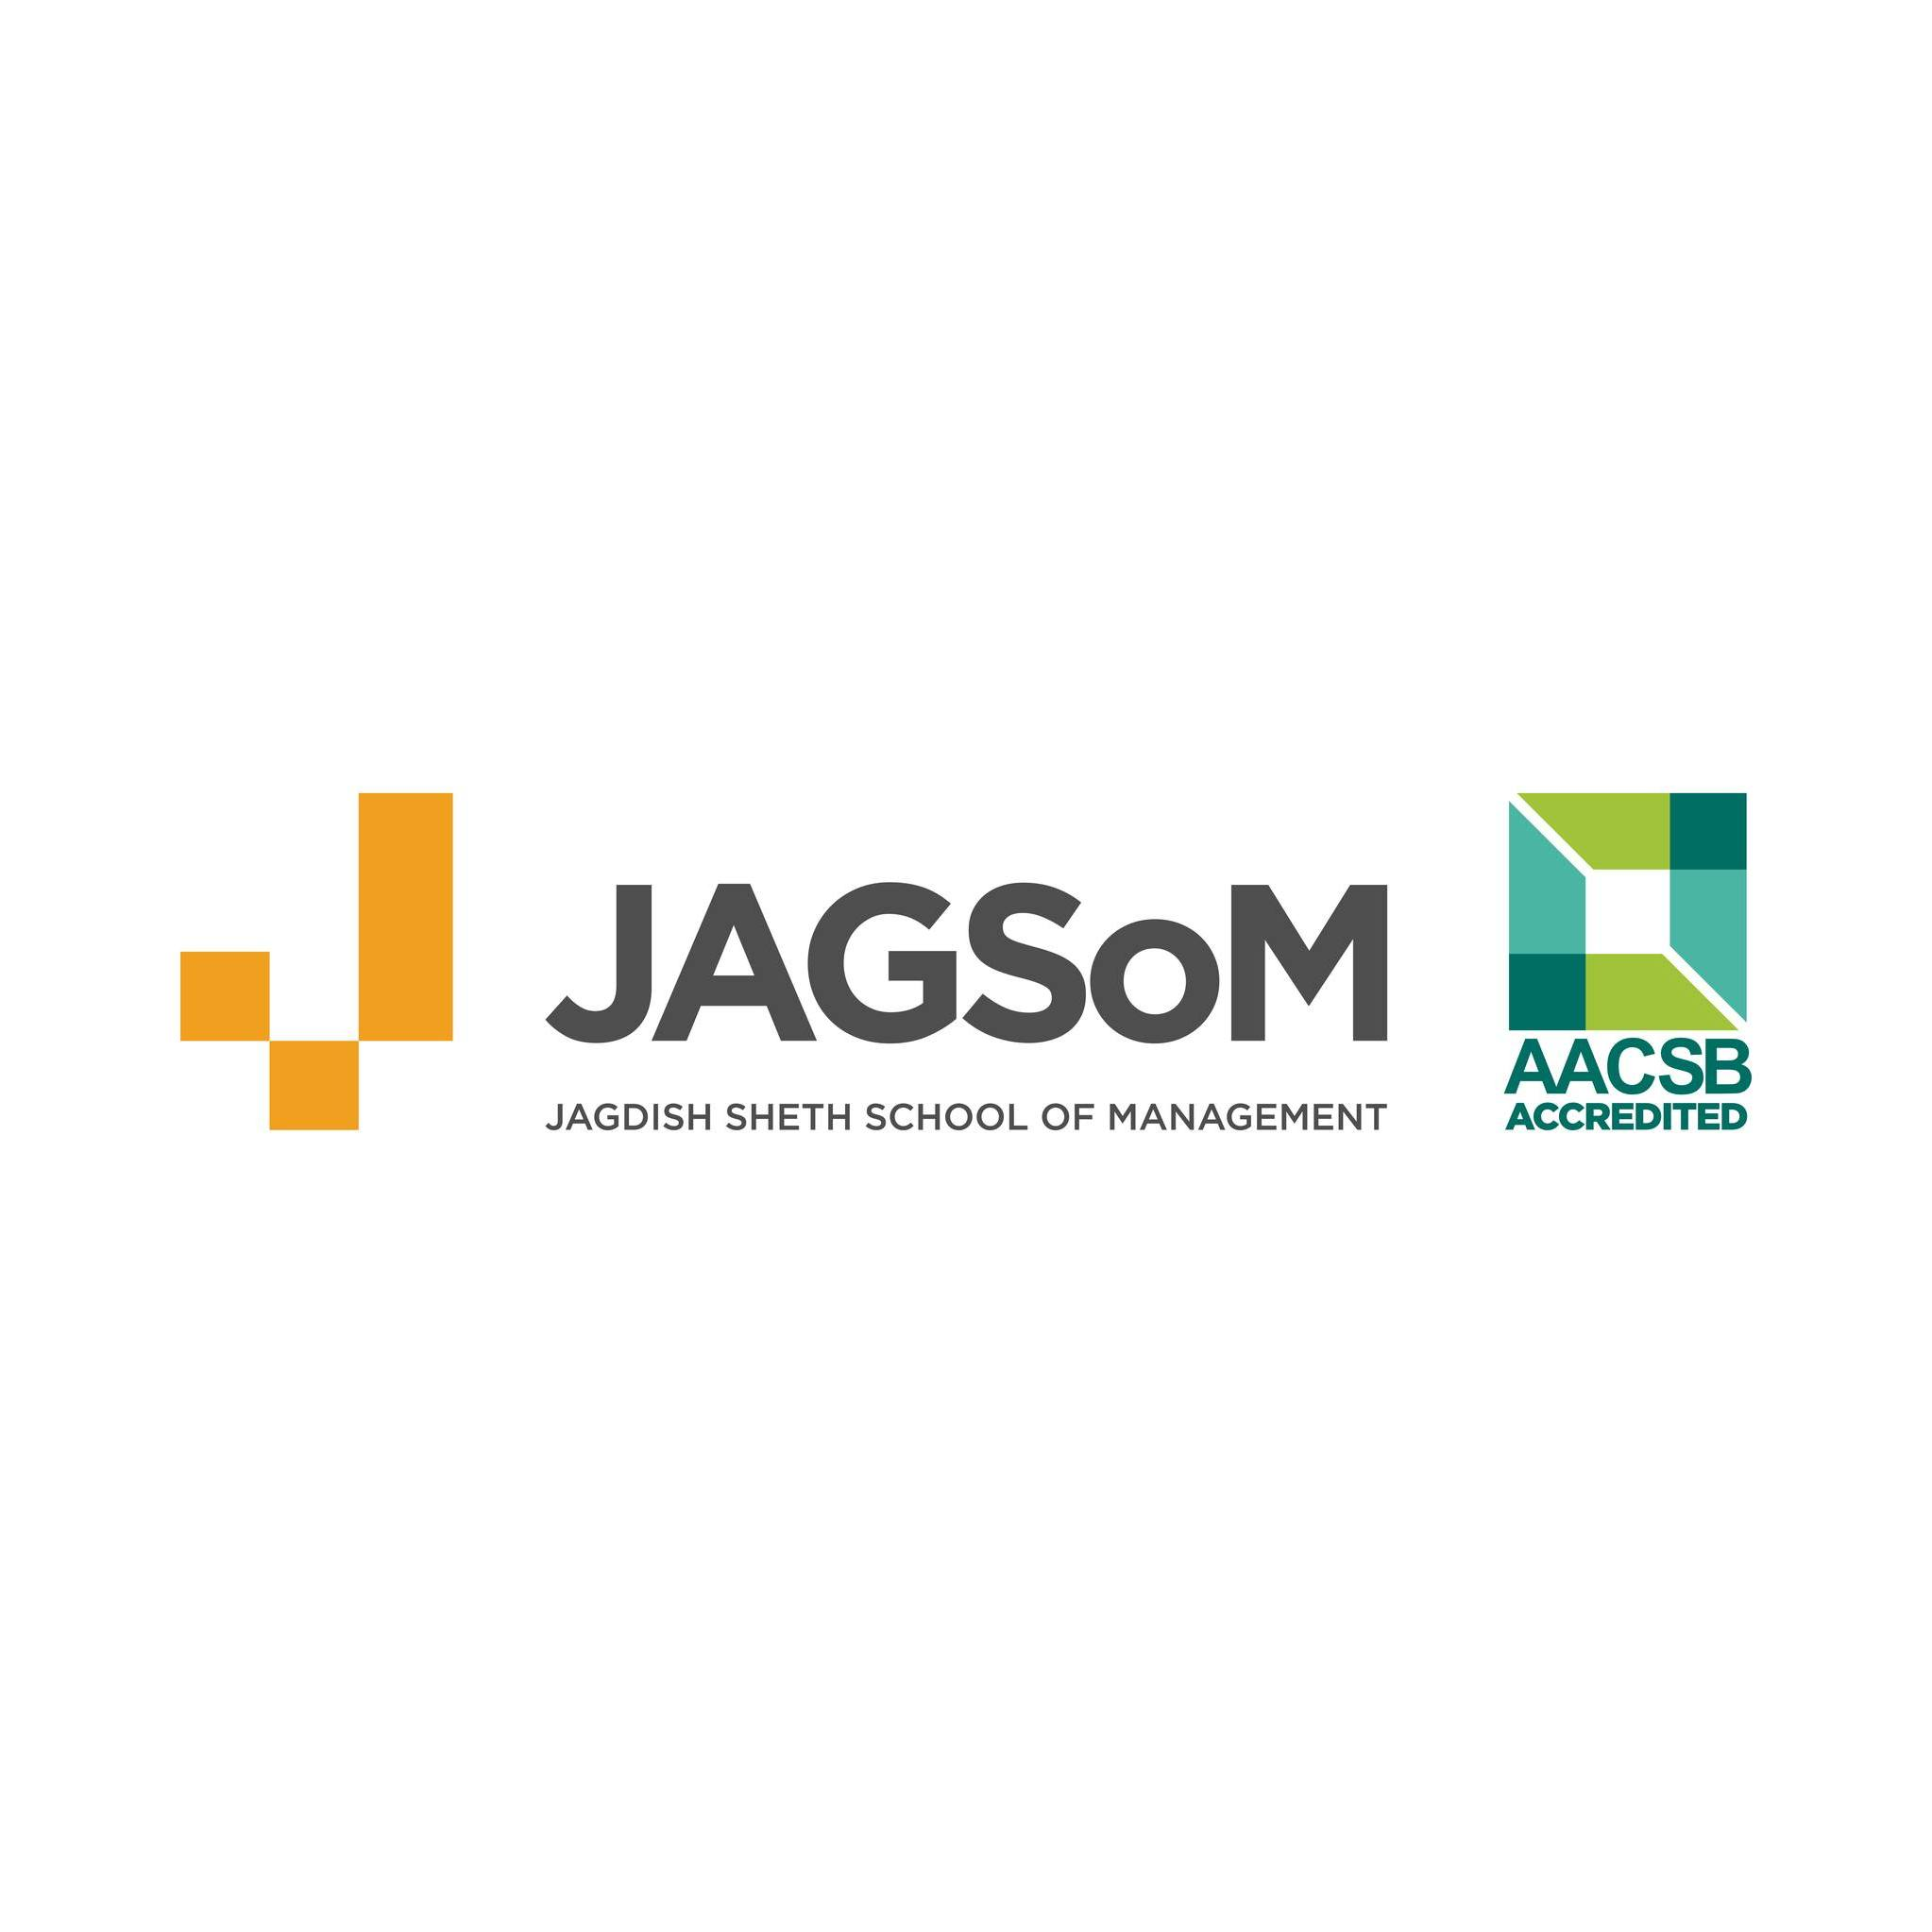 JAGSoM
JAGDISH SHETH SCHOOL OF MANAGEMENT
AACSB
ACCREDITED